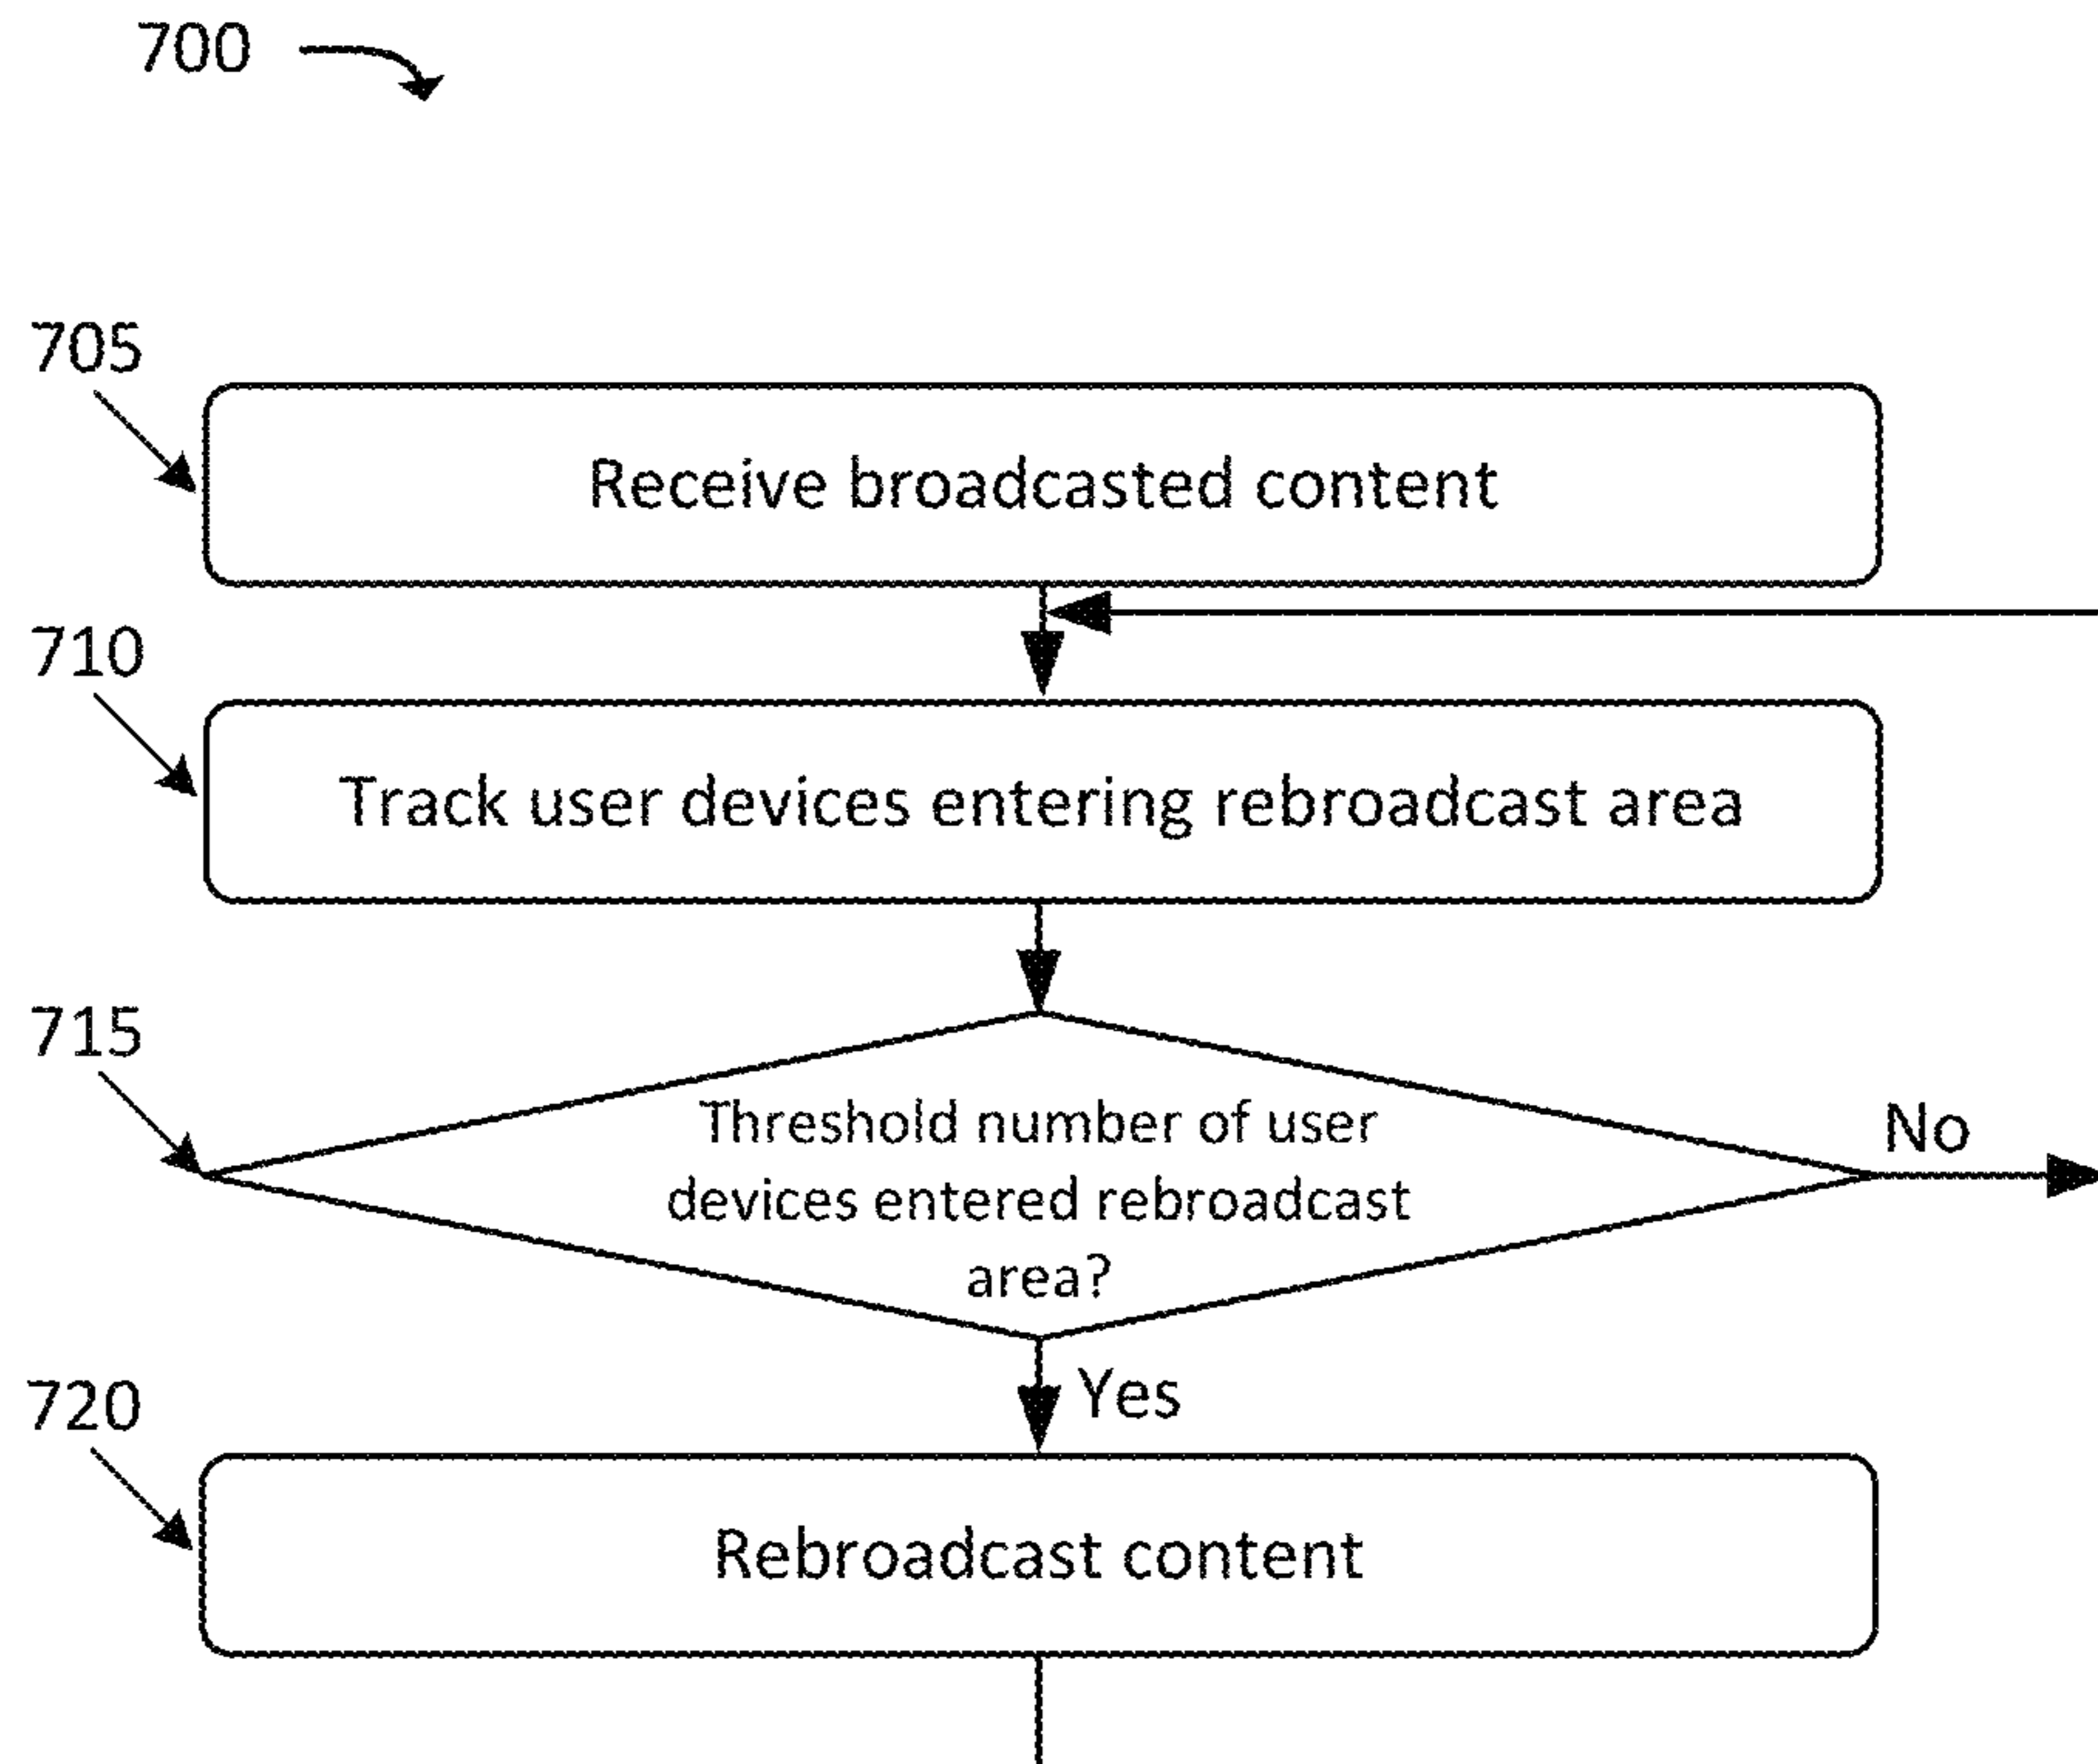 700
705
Receive broadcasted content
710
Track user devices entering rebroadcast area
715
Threshold number of user
devices entered rebroadcast
area?
No
Yes
720
Rebroadcast content